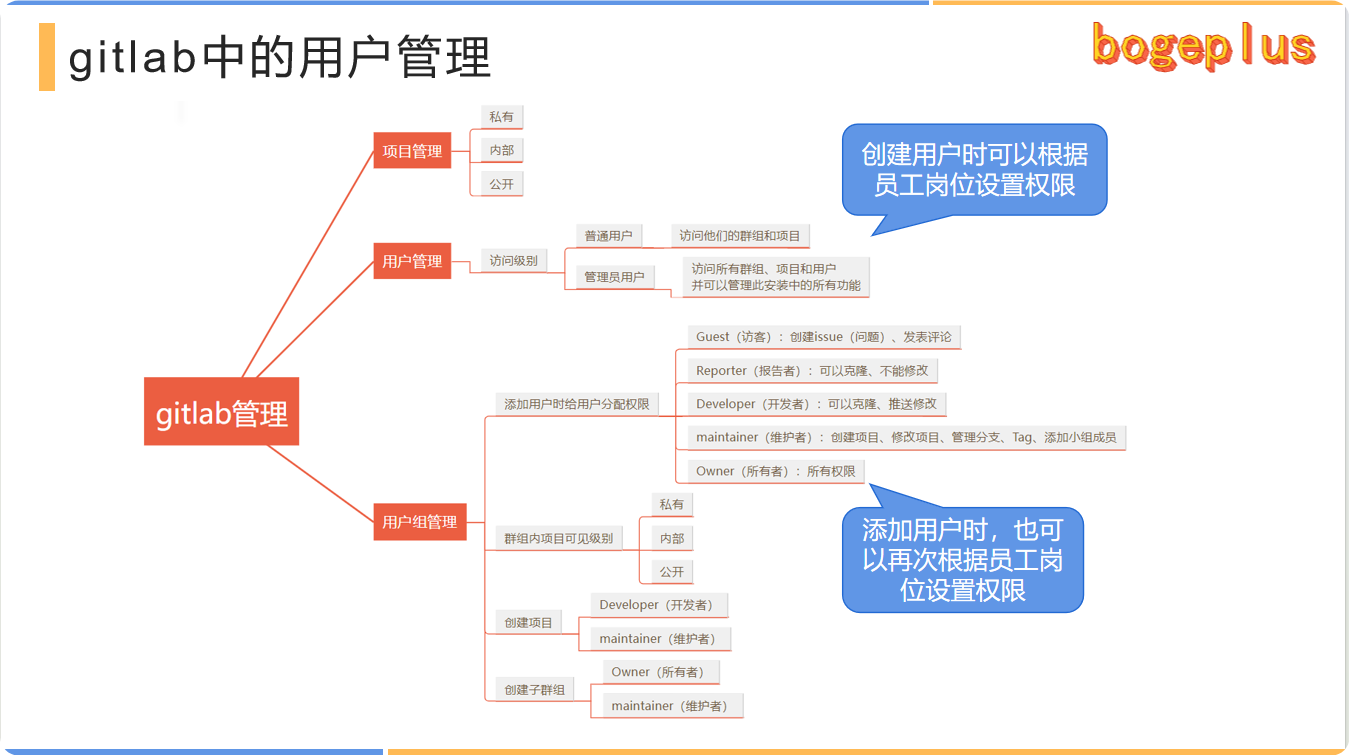 gitlab中的用户管理
bogeplus
gitlab管理
项目管理
私有
内部
公开
用户管理
访问级别
普通用户
访问他们的群组和项目
管理员用户
访问所有群组、项目和用户
并可以管理此安装中的所有功能
创建用户时可以根据
员工岗位设置权限
用户组管理
添加用户时给用户分配权限
Guest（访客）：创建issue（问题）、发表评论
Reporter（报告者）：可以克隆、不能修改
Developer（开发者）：可以克隆、推送修改
maintainer（维护者）：创建项目、修改项目、管理分支、Tag、添加小组成员
Owner（所有者）：所有权限
添加用户时，也可
以再次根据员工岗
位设置权限
群组内项目可见级别
私有
内部
公开
创建项目
Developer（开发者）
maintainer（维护者）
创建子群组
Owner（所有者）
maintainer（维护者）